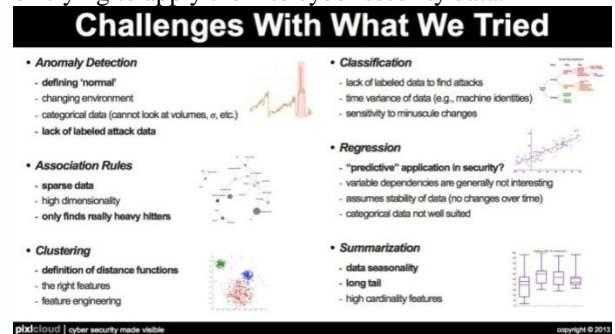 Challenges With What We Tried
• Anomaly Detection
- defining 'normal'
- changing environment
- categorical data (cannot look at volumes, σ, etc.)
- lack of labeled attack data
• Association Rules
- sparse data
- high dimensionality
- only finds really heavy hitters
• Clustering
- definition of distance functions
- the right features
- feature engineering
• Classification
- lack of labeled data to find attacks
- time variance of data (e.g., machine identities)
- sensitivity to minuscule changes
• Regression
- "predictive" application in security?
- variable dependencies are generally not interesting
- assumes stability of data (no changes over time)
- categorical data not well suited
• Summarization
- data seasonality
- long tail
- high cardinality features
pixlcloud | cyber security made visible
copyright © 2013